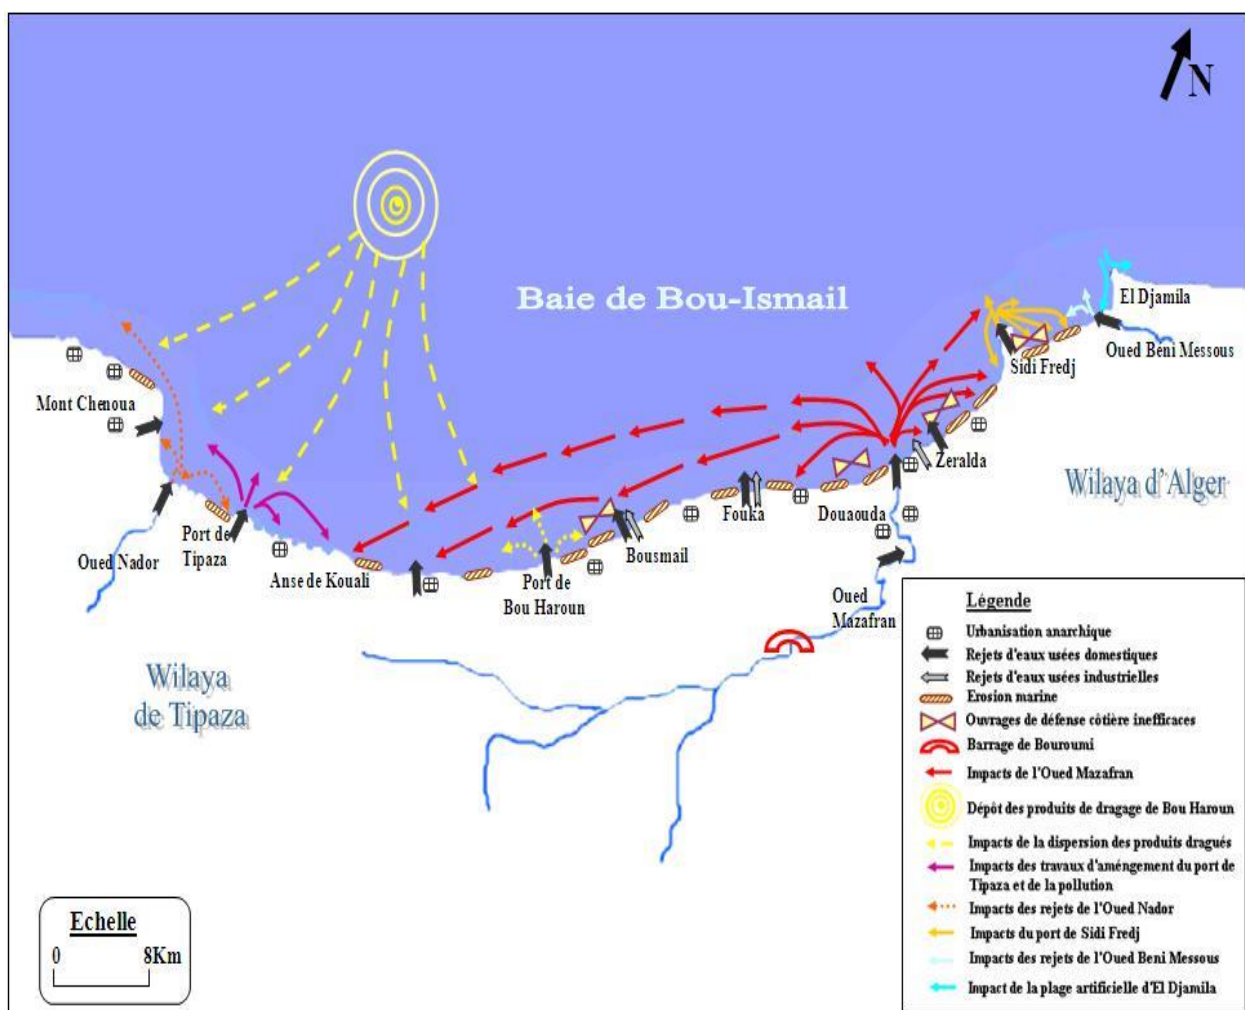 N
Baie de Bou-Ismail
El Djamila
Oued Beni Messous
Sidi Fredj
Mont Chenoua
Zeralda
Wilaya d'Alger
Fouka
Douaouda
Port de
Tipaza
Oued Nador
Bousmail
Anse de Kouali
Port de
Bou Haroun
Oued
Mazafran
Wilaya
de Tipaza
Légende
Urbanisation anarchique
Rejets d'eaux usées domestiques
Rejets d'eaux usées industrielles
Erosion marine
Ouvrages de défense côtière inefficaces
Barrage de Bouroumi
Impacts de l'Oued Mazafran
Dépôt des produits de dragage de Bou Haroun
Impacts de la dispersion des produits dragués
Impacts des travaux d'améngement du port de
Tipaza et de la pollution
Impacts des rejets de l'Oued Nador
Impacts du port de Sidi Fredj
Impacts des rejets de l'Oued Beni Messous
Impact de la plage artificielle d'El Djamila
Echelle
0 8Km